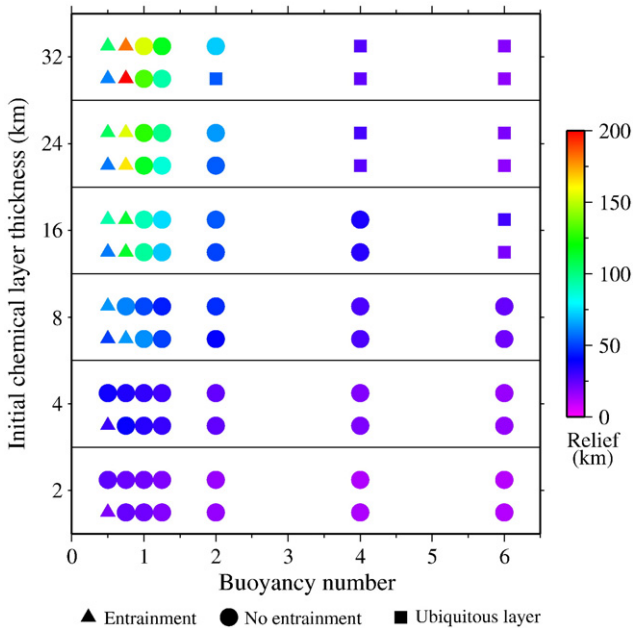 Initial chemical layer thickness (km)
32
24
16
8
4
2
0 1 2 3 4 5 6
Buoyancy number
200
150
100
50
0
Relief
(km)
Entrainment No entrainment Ubiquitous layer